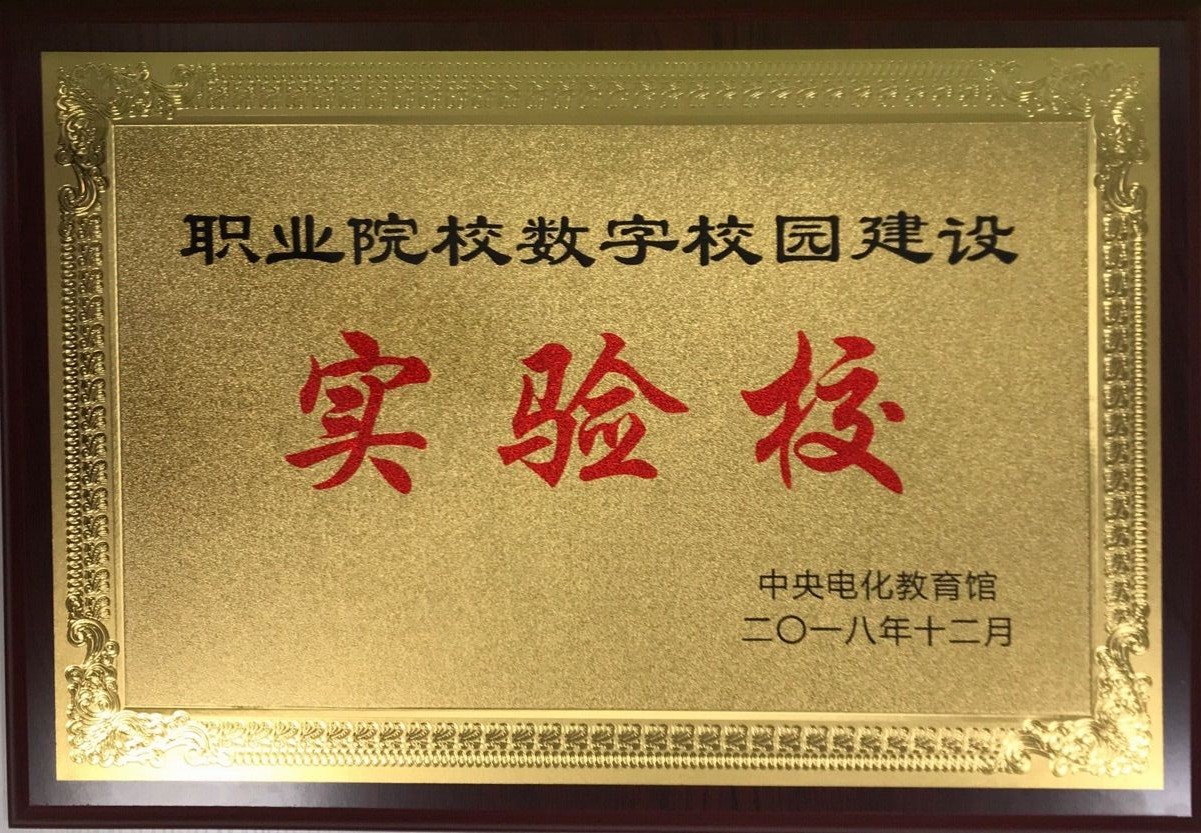 职业院校数字校园建设
实验校
中央电化教育馆
二〇一八年十二月